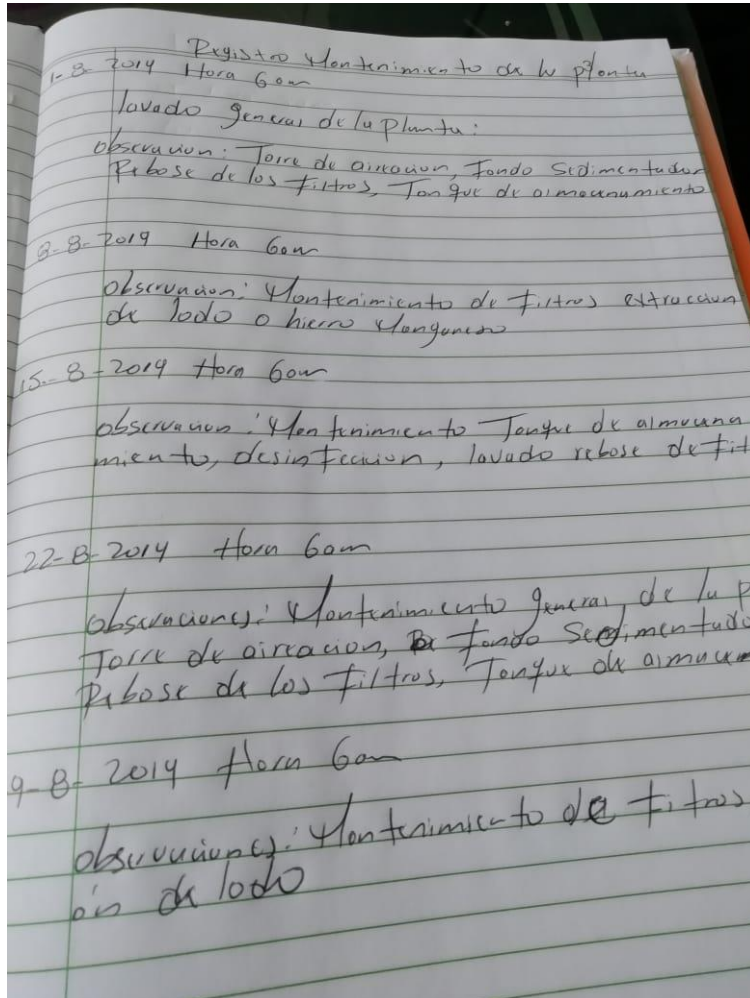 Registro Mantenimiento de la planta
1-8-2019 Hora 6am
lavado general de la planta:
observacion: Torre de aireacion, Fondo Sedimentador
Rebose de los Filtros, Tanque de almacenamiento
8-8-2019 Hora 6am
observacion: Mantenimiento de Filtros extraccion
de lodo o hierro Manganeso
15-8-2019 Hora 6am
observacion: Mantenimiento Tanque de almacena
miento, desinfeccion, lavado rebose de Filt
22-8-2019 Hora 6am
observaciones: Mantenimiento general de la p
Torre de aireacion, Fondo Sedimentado
Rebose de los Filtros, Tanque de almacen
9-8-2019 Hora 6am
observaciones: Mantenimiento de Fitros
ón de lodo